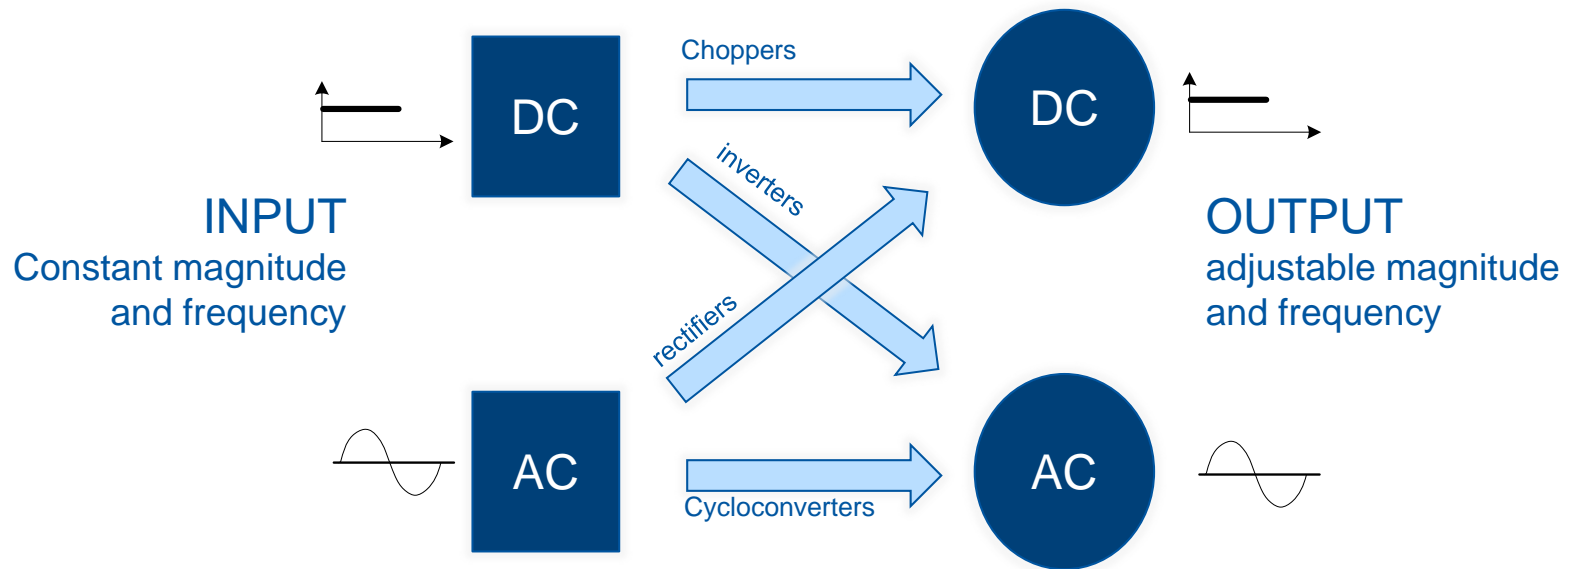 Choppers
DC
DC
inverters
INPUT
Constant magnitude
and frequency
OUTPUT
adjustable magnitude
and frequency
rectifiers
AC
AC
Cycloconverters